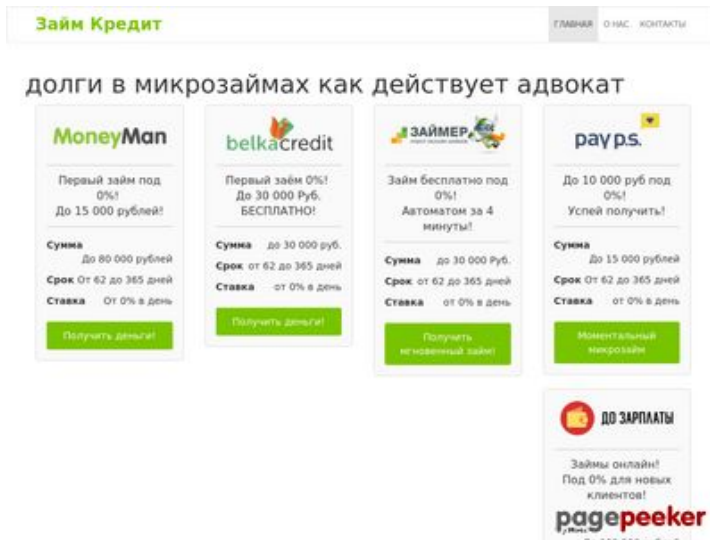 Займ Кредит
ГЛАВНАЯ О НАС КОНТАКТЫ
долги в микрозаймах как действует адвокат
MoneyMan
Первый займ под
0%!
До 15 000 рублей!
Сумма
До 80 000 рублей
Срок От 62 до 365 дней
Ставка От 0% в день
Получить деньги!
belkacredit
Первый заём 0%!
До 30 000 Руб.
БЕСПЛАТНО!
Сумма до 30 000 руб.
Срок от 62 до 365 дней
Ставка от 0% в день
Получить деньги!
ЗАЙМЕР
Займ бесплатно под
0%!
Автоматом за 4
минуты!
Сумма до 30 000 Руб.
Срок от 62 до 365 дней
Ставка от 0% в день
Получить
мгновенный займ!
pay p.s.
До 10 000 руб под
0%!
Успей получить!
Сумма
До 15 000 рублей
Срок От 62 до 365 дней
Ставка от 0% в день
Моментальный
микрозайм
ДО ЗАРПЛАТЫ
Займы онлайн!
Под 0% для новых
клиентов!
pagepeeker